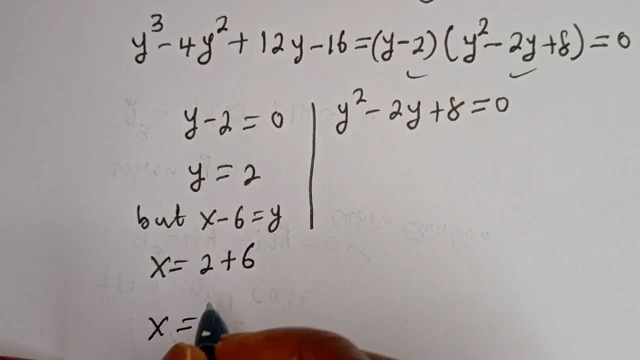 y³ - 4y² + 12y - 16 = (y-2)(y² - 2y + 8) = 0
y - 2 = 0
y = 2
but x - 6 = y
x = 2 + 6
x =
y² - 2y + 8 = 0